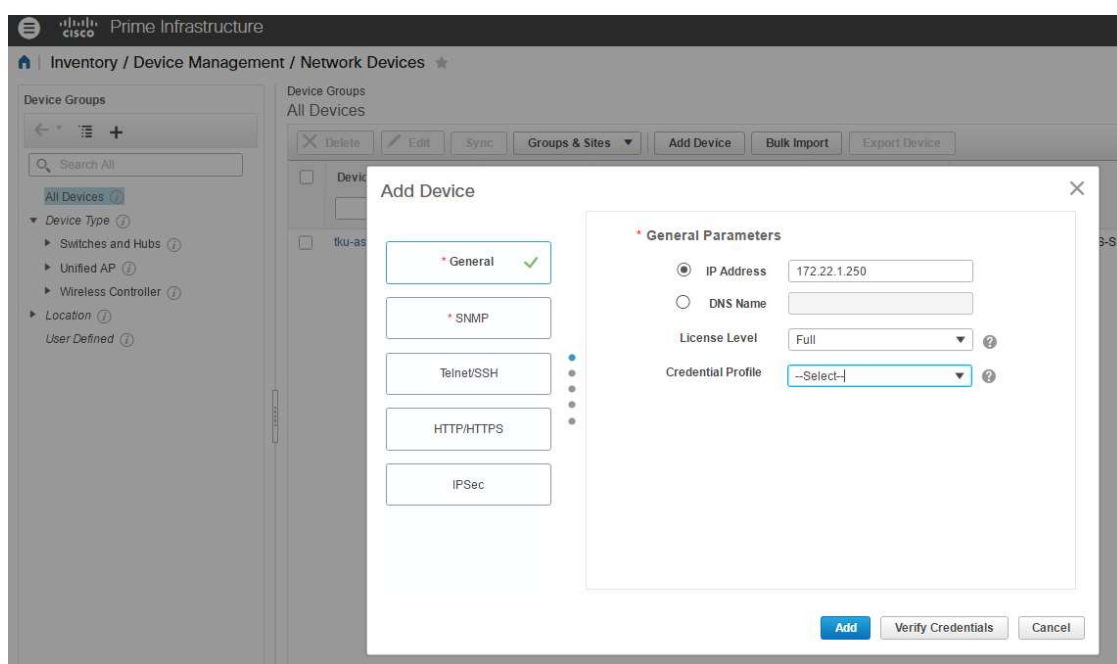 cisco Prime Infrastructure
Inventory / Device Management / Network Devices
Device Groups
Search All
All Devices
Device Type
Switches and Hubs
Unified AP
Wireless Controller
Location
User Defined
Device Groups
All Devices
Delete Edit Sync Groups & Sites Add Device Bulk Import Export Device
Devic
tku-as
S-S
Add Device
* General
* SNMP
Telnet/SSH
HTTP/HTTPS
IPSec
* General Parameters
IP Address 172.22.1.250
DNS Name
License Level Full ?
Credential Profile --Select-- ?
Add Verify Credentials Cancel